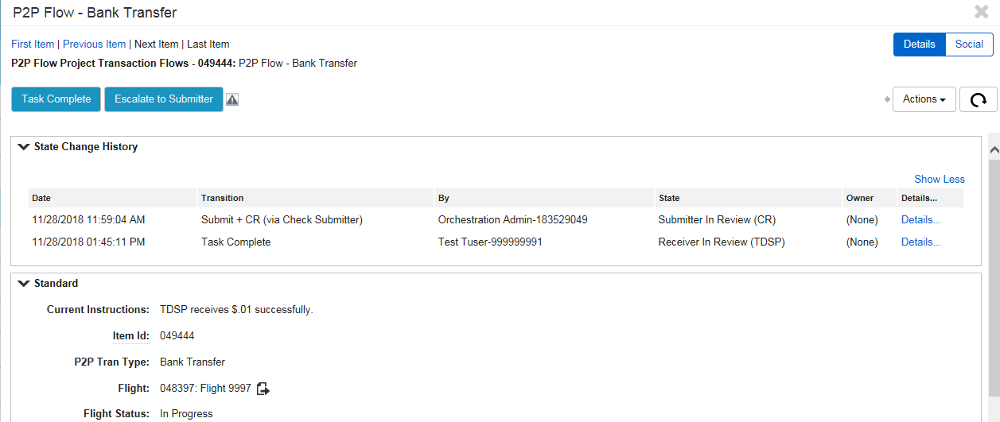 P2P Flow - Bank Transfer
First Item | Previous Item | Next Item | Last Item
Details Social
P2P Flow Project Transaction Flows - 049444: P2P Flow - Bank Transfer
Task Complete Escalate to Submitter Actions
State Change History
Show Less
Date Transition By State Owner Details...
11/28/2018 11:59:04 AM Submit + CR (via Check Submitter) Orchestration Admin-183529049 Submitter In Review (CR) (None) Details...
11/28/2018 01:45:11 PM Task Complete Test Tuser-999999991 Receiver In Review (TDSP) (None) Details...
Standard
Current Instructions: TDSP receives $.01 successfully.
Item Id: 049444
P2P Tran Type: Bank Transfer
Flight: 048397: Flight 9997
Flight Status: In Progress